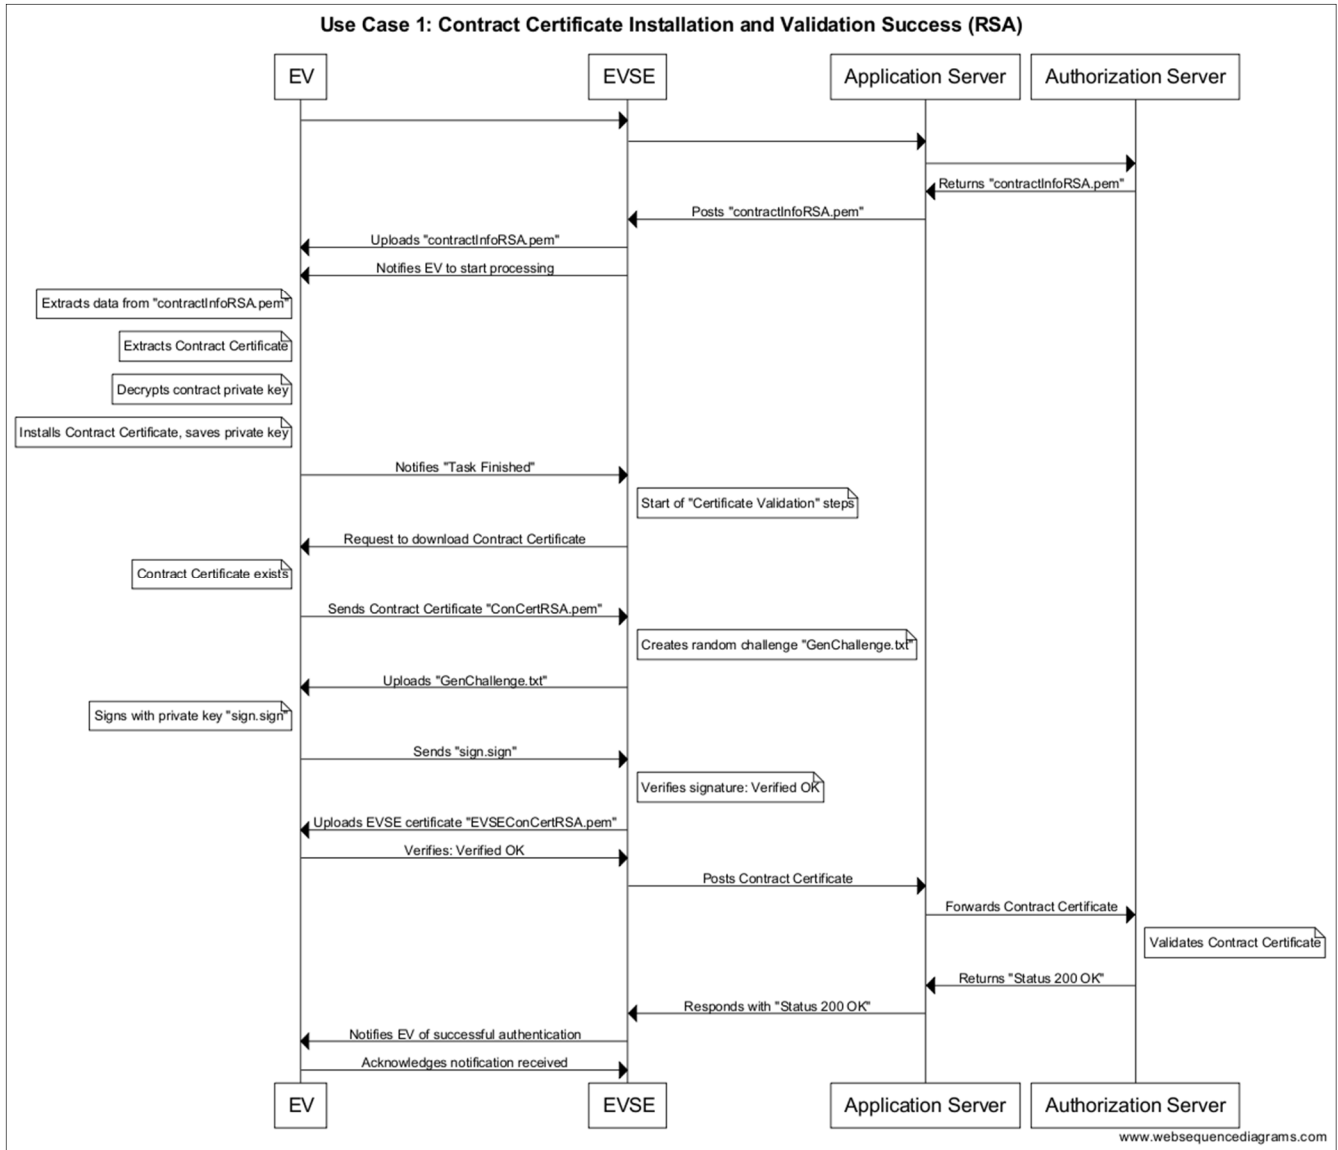 Use Case 1: Contract Certificate Installation and Validation Success (RSA)
EV
EVSE
Application Server
Authorization Server
Returns "contractInfoRSA.pem"
Posts "contractInfoRSA.pem"
Uploads "contractInfoRSA.pem"
Notifies EV to start processing
Extracts data from "contractInfoRSA.pem"
Extracts Contract Certificate
Decrypts contract private key
Installs Contract Certificate, saves private key
Notifies "Task Finished"
Start of "Certificate Validation" steps
Request to download Contract Certificate
Contract Certificate exists
Sends Contract Certificate "ConCertRSA.pem"
Creates random challenge "GenChallenge.txt"
Uploads "GenChallenge.txt"
Signs with private key "sign.sign"
Sends "sign.sign"
Verifies signature: Verified OK
Uploads EVSE certificate "EVSEConCertRSA.pem"
Verifies: Verified OK
Posts Contract Certificate
Forwards Contract Certificate
Validates Contract Certificate
Returns "Status 200 OK"
Responds with "Status 200 OK"
Notifies EV of successful authentication
Acknowledges notification received
EV
EVSE
Application Server
Authorization Server
www.websequencediagrams.com